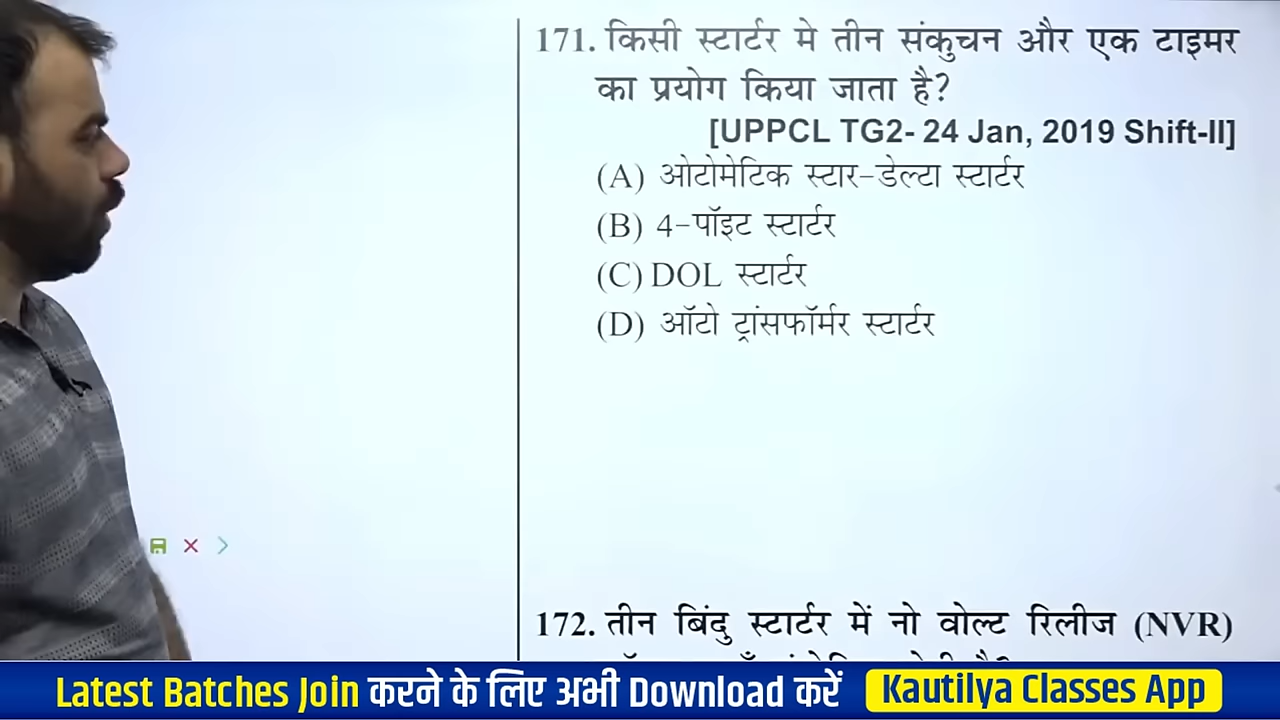 171. किसी स्टार्टर मे तीन संकुचन और एक टाइमर
का प्रयोग किया जाता है?
[UPPCL TG2- 24 Jan, 2019 Shift-II]
(A) ओटोमेटिक स्टार-डेल्टा स्टार्टर
(B) 4-पॉइट स्टार्टर
(C) DOL स्टार्टर
(D) ऑटो ट्रांसफॉर्मर स्टार्टर
172. तीन बिंदु स्टार्टर में नो वोल्ट रिलीज (NVR)
Latest Batches Join करने के लिए अभी Download करें Kautilya Classes App